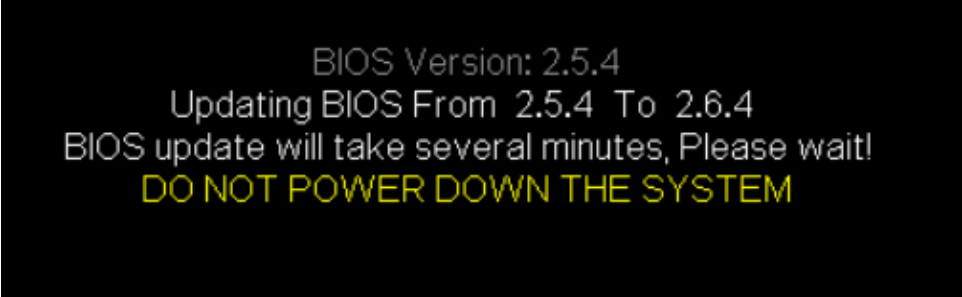 BIOS Version: 2.5.4
Updating BIOS From  2.5.4  To  2.6.4
BIOS update will take several minutes, Please wait!
DO NOT POWER DOWN THE SYSTEM